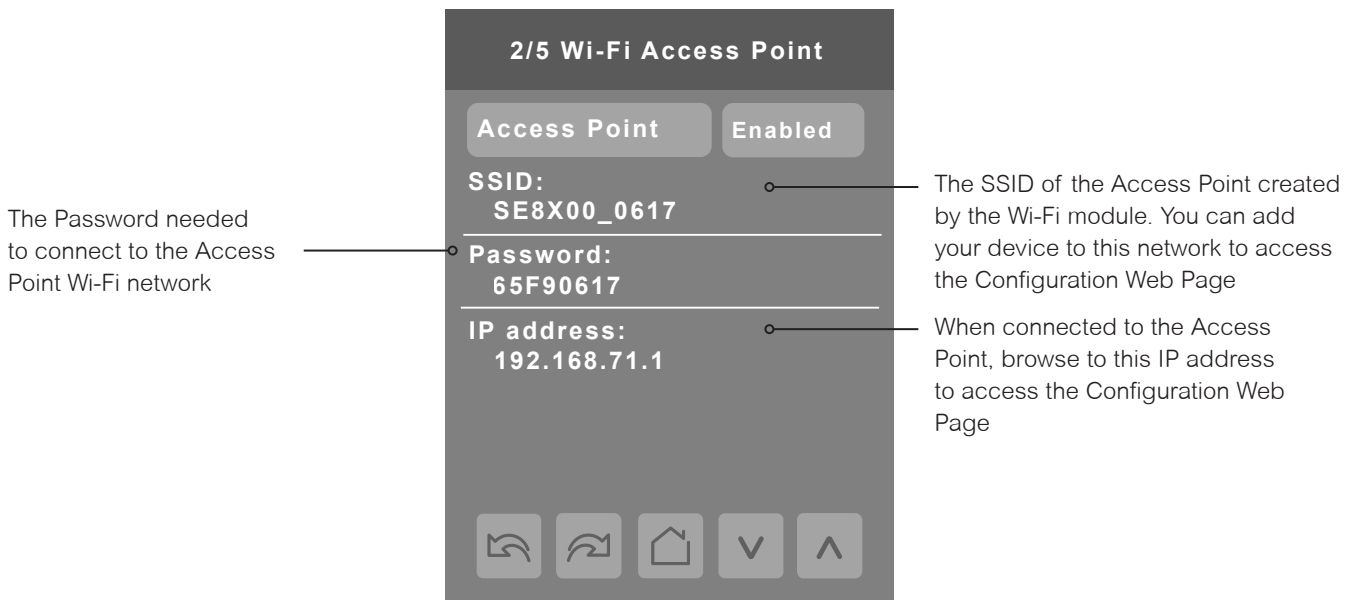 2/5 Wi-Fi Access Point
Access Point
Enabled
SSID:
SE8X00_0617
Password:
65F90617
IP address:
192.168.71.1
The Password needed
to connect to the Access
Point Wi-Fi network
The SSID of the Access Point created
by the Wi-Fi module. You can add
your device to this network to access
the Configuration Web Page
When connected to the Access
Point, browse to this IP address
to access the Configuration Web
Page